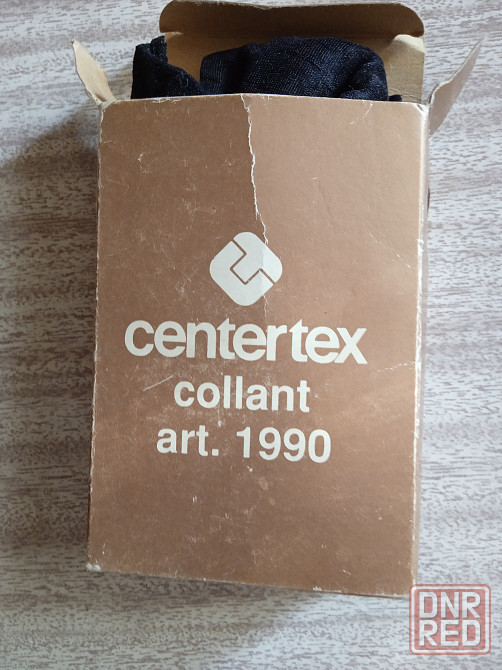 centertex
collant
art. 1990
DNR
RED